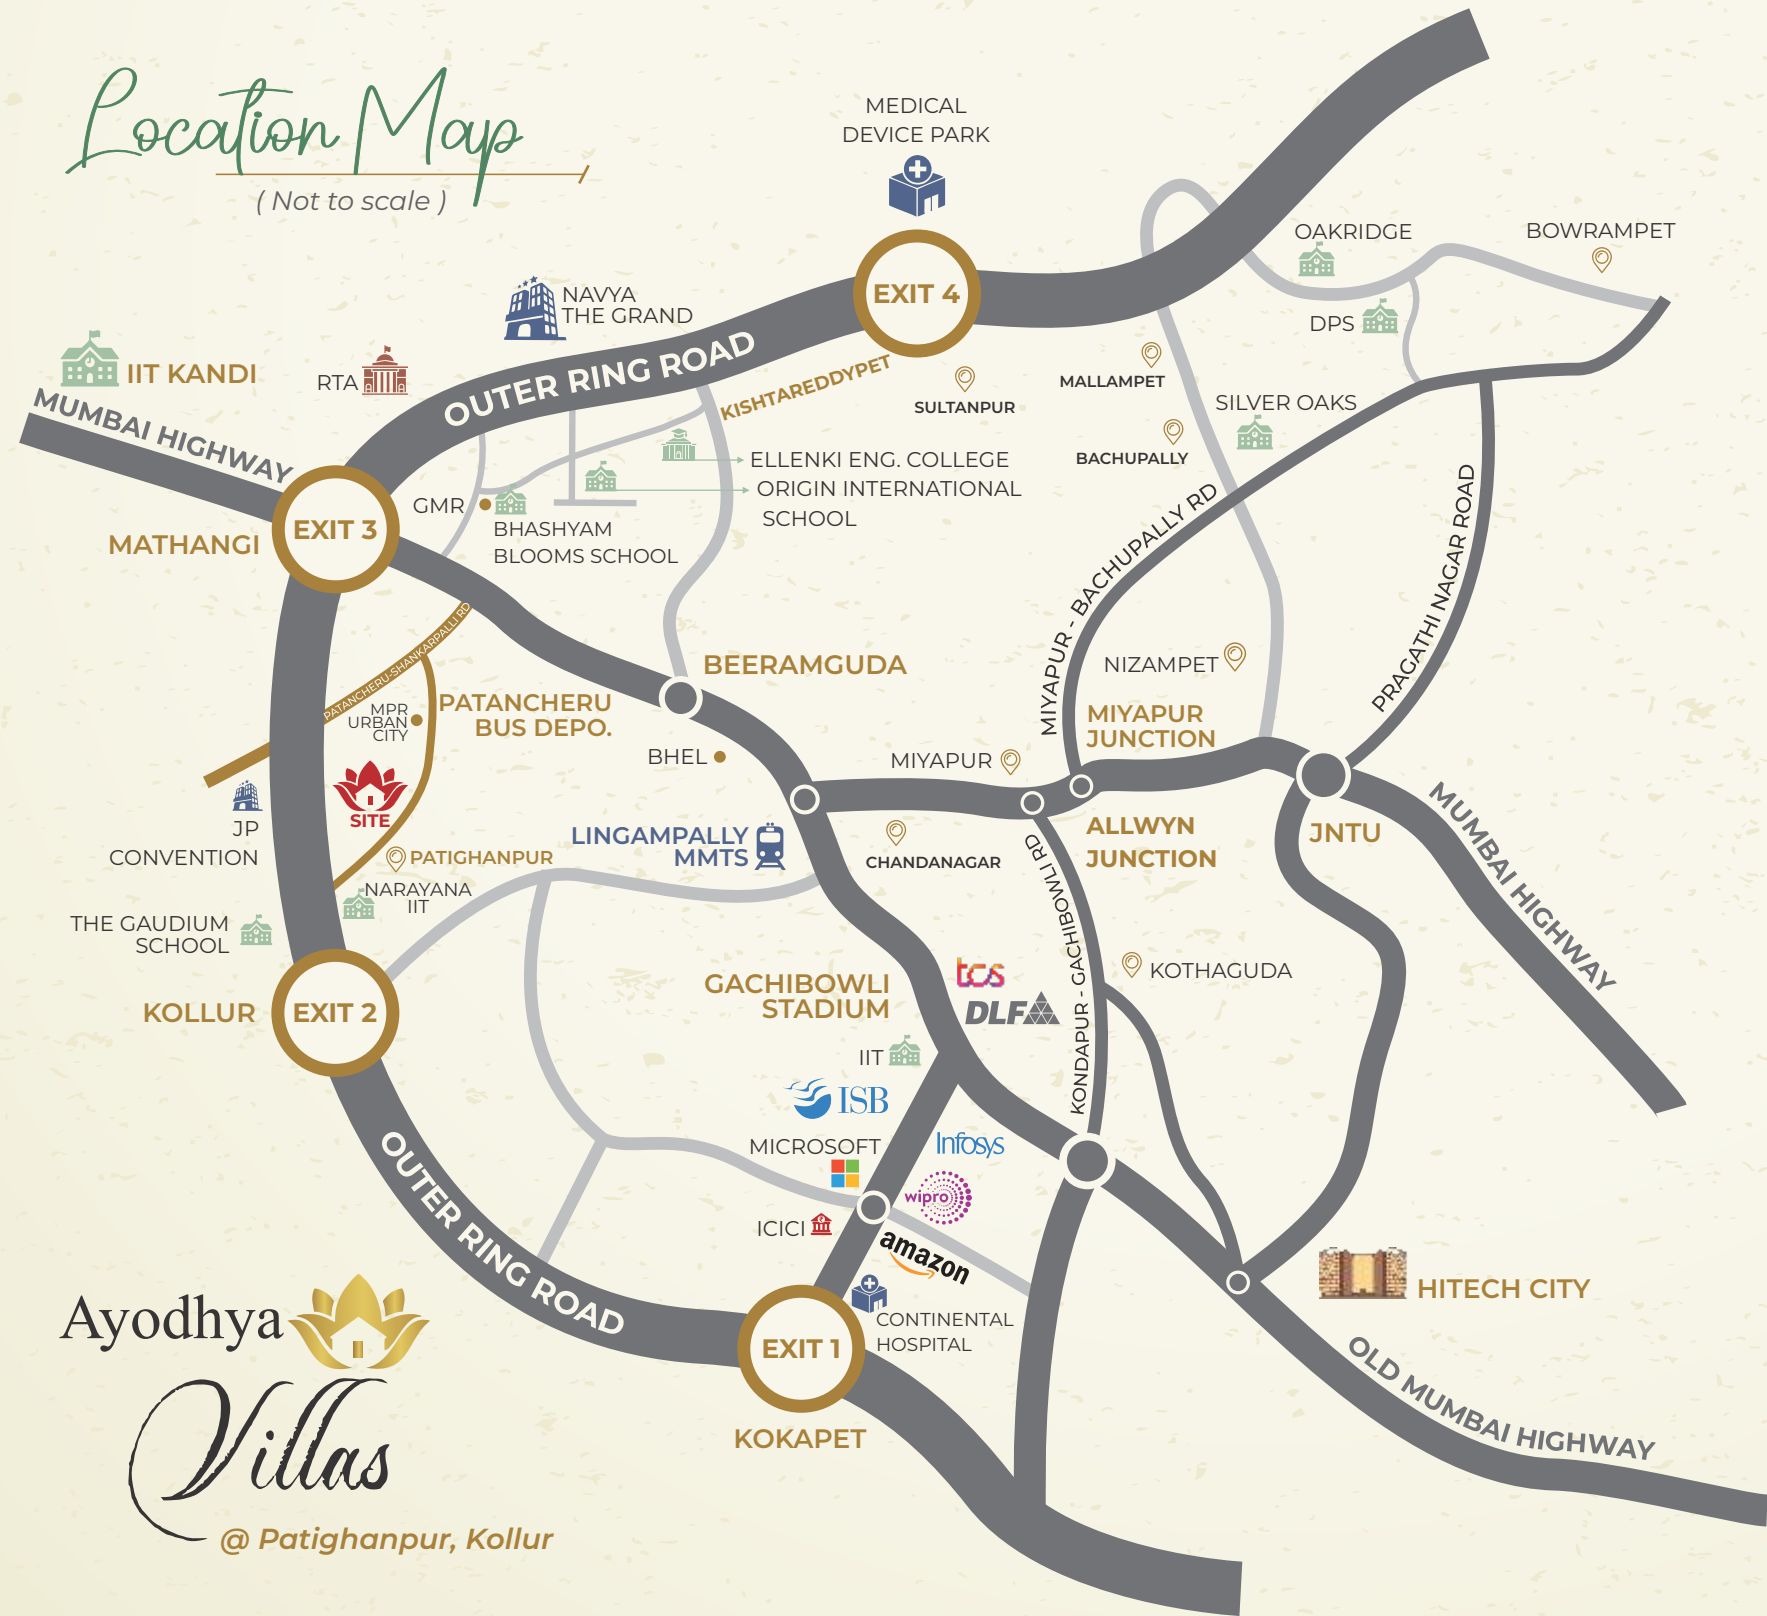 Location Map
( Not to scale )
MEDICAL
DEVICE PARK
EXIT 4
OAKRIDGE
BOWRAMPET
DPS
NAVYA
THE GRAND
OUTER RING ROAD
KISHTAREDDYPET
IIT KANDI
RTA
MUMBAI HIGHWAY
SULTANPUR
MALLAMPET
BACHUPALLY
SILVER OAKS
ELLENKI ENG. COLLEGE
ORIGIN INTERNATIONAL
SCHOOL
GMR
BHASHYAM
BLOOMS SCHOOL
EXIT 3
MATHANGI
MIYAPUR - BACHUPALLY RD
PRAGATHI NAGAR ROAD
PATANCHERU-SHANKARPALLI RD
BEERAMGUDA
NIZAMPET
PATANCHERU
BUS DEPO.
MPR
URBAN
CITY
MIYAPUR
JUNCTION
BHEL
MIYAPUR
SITE
JP
CONVENTION
LINGAMPALLY
MMTS
CHANDANAGAR
ALLWYN
JUNCTION
JNTU
MUMBAI HIGHWAY
PATIGHANPUR
NARAYANA
IIT
THE GAUDIUM
SCHOOL
KONDAPUR - GACHIBOWLI RD
KOTHAGUDA
GACHIBOWLI
STADIUM
tcs
DLF
KOLLUR
EXIT 2
IIT
ISB
MICROSOFT
Infosys
wipro
ICICI
amazon
OUTER RING ROAD
CONTINENTAL
HOSPITAL
EXIT 1
KOKAPET
HITECH CITY
OLD MUMBAI HIGHWAY
Ayodhya
Villas
@ Patighanpur, Kollur